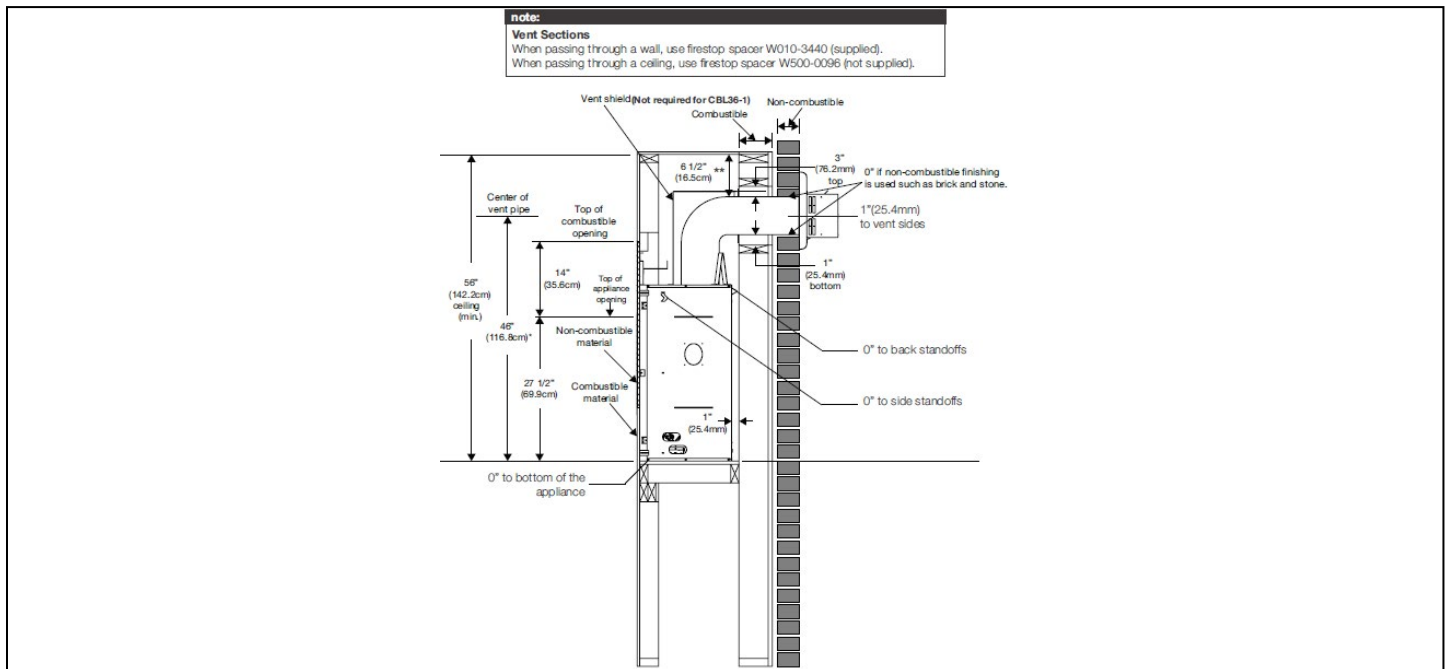 note:
Vent Sections
When passing through a wall, use firestop spacer W010-3440 (supplied).
When passing through a ceiling, use firestop spacer W500-0096 (not supplied).
Vent shield(Not required for CBL36-1)
Non-combustible
Combustible
6 1/2"
(16.5cm) **
3"
(76.2mm)
top
0" if non-combustible finishing
is used such as brick and stone.
Center of
vent pipe
Top of
combustible
opening
1"(25.4mm)
to vent sides
14"
(35.6cm)
Top of
appliance
opening
1"
(25.4mm)
bottom
56"
(142.2cm)
ceiling
(min.)
46"
(116.8cm)*
Non-combustible
material
0" to back standoffs
27 1/2"
(69.9cm)
Combustible
material
0" to side standoffs
1"
(25.4mm)
0" to bottom of the
appliance